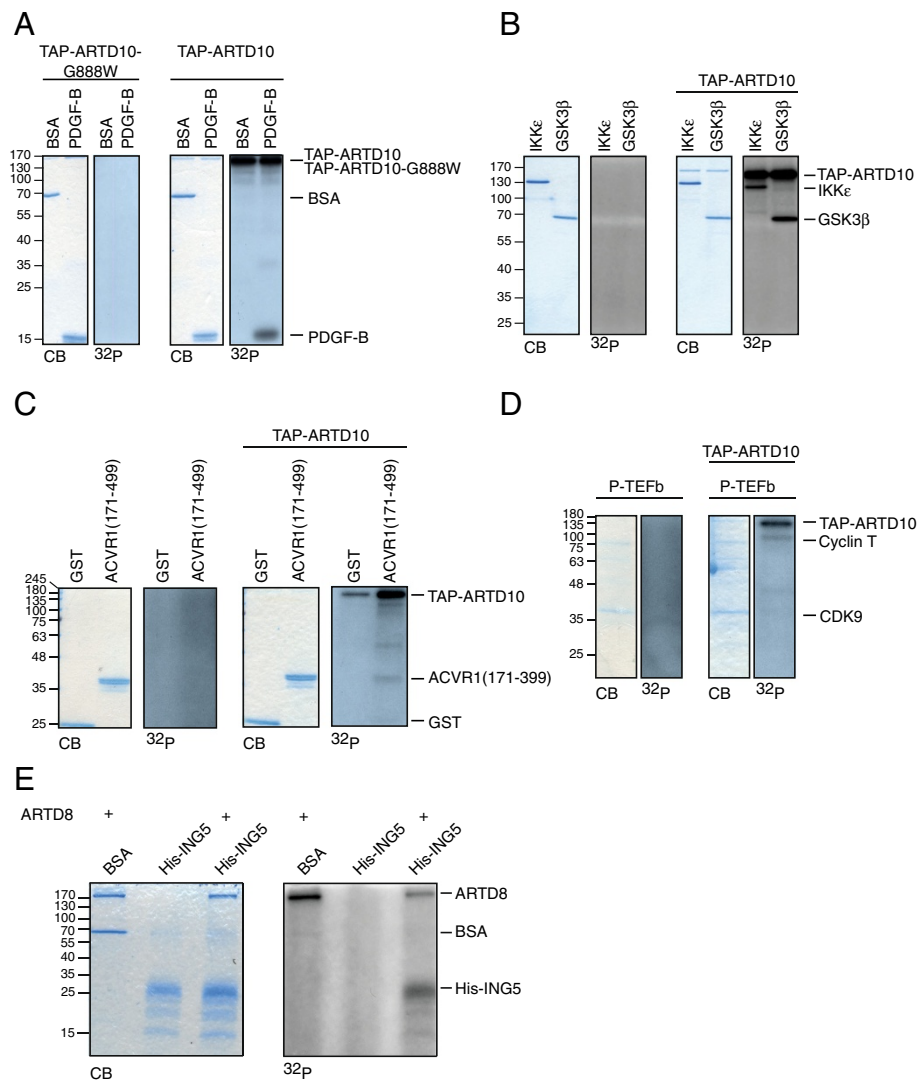 A
TAP-ARTD10-
G888W
TAP-ARTD10
BSA
PDGF-B
BSA
PDGF-B
BSA
PDGF-B
BSA
PDGF-B
170
130
100
70
55
40
35
25
15
TAP-ARTD10
TAP-ARTD10-G888W
BSA
PDGF-B
CB
32P
CB
32P
B
TAP-ARTD10
IKKε
GSK3β
IKKε
GSK3β
IKKε
GSK3β
IKKε
GSK3β
170
130
100
70
55
40
35
25
TAP-ARTD10
IKKε
GSK3β
CB
32P
CB
32P
C
TAP-ARTD10
GST
ACVR1(171-499)
GST
ACVR1(171-499)
GST
ACVR1(171-499)
GST
ACVR1(171-499)
245
180
135
100
75
63
48
35
25
TAP-ARTD10
ACVR1(171-399)
GST
CB
32P
CB
32P
D
TAP-ARTD10
P-TEFb
P-TEFb
180
135
100
75
63
48
35
25
TAP-ARTD10
Cyclin T
CDK9
CB
32P
CB
32P
E
ARTD8 + + + +
BSA
His-ING5
His-ING5
BSA
His-ING5
His-ING5
170
130
100
70
55
40
35
25
15
ARTD8
BSA
His-ING5
CB
32P